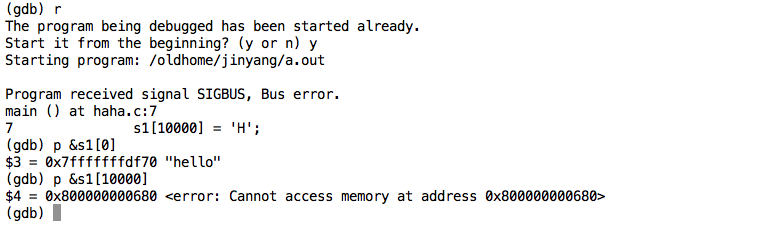 (gdb) r
The program being debugged has been started already.
Start it from the beginning? (y or n) y
Starting program: /oldhome/jinyang/a.out

Program received signal SIGBUS, Bus error.
main () at haha.c:7
7               s1[10000] = 'H';
(gdb) p &s1[0]
$3 = 0x7fffffffdf70 "hello"
(gdb) p &s1[10000]
$4 = 0x800000000680 <error: Cannot access memory at address 0x800000000680>
(gdb)